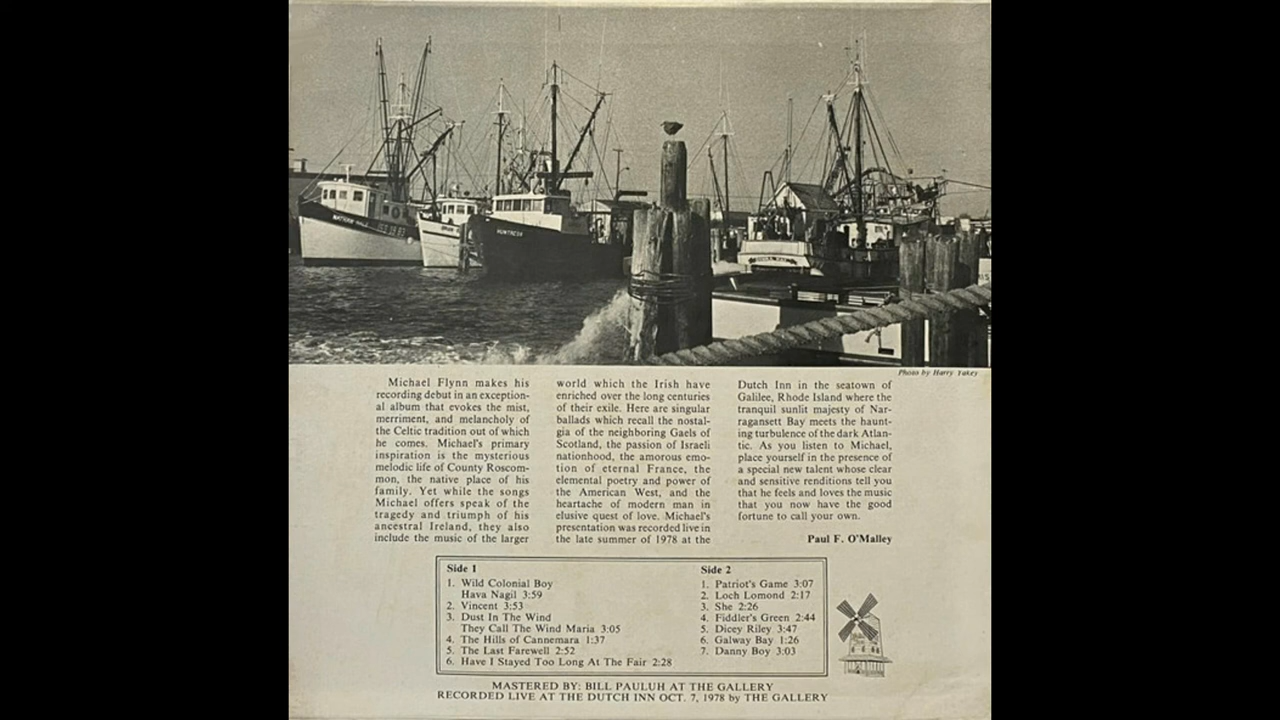 NATHAN HALE
HUNTRESS
Photo by Harry Tukey
Michael Flynn makes his
recording debut in an exception-
al album that evokes the mist,
merriment, and melancholy of
the Celtic tradition out of which
he comes. Michael's primary
inspiration is the mysterious
melodic life of County Roscom-
mon, the native place of his
family. Yet while the songs
Michael offers speak of the
tragedy and triumph of his
ancestral Ireland, they also
include the music of the larger
world which the Irish have
enriched over the long centuries
of their exile. Here are singular
ballads which recall the nostal-
gia of the neighboring Gaels of
Scotland, the passion of Israeli
nationhood, the amorous emo-
tion of eternal France, the
elemental poetry and power of
the American West, and the
heartache of modern man in
elusive quest of love. Michael's
presentation was recorded live in
the late summer of 1978 at the
Dutch Inn in the seatown of
Galilee, Rhode Island where the
tranquil sunlit majesty of Nar-
ragansett Bay meets the haunt-
ing turbulence of the dark Atlan-
tic. As you listen to Michael,
place yourself in the presence of
a special new talent whose clear
and sensitive renditions tell you
that he feels and loves the music
that you now have the good
fortune to call your own.
Paul F. O'Malley
Side 1
1. Wild Colonial Boy
Hava Nagil 3:59
2. Vincent 3:53
3. Dust In The Wind
They Call The Wind Maria 3:05
4. The Hills of Cannemara 1:37
5. The Last Farewell 2:52
6. Have I Stayed Too Long At The Fair 2:28
Side 2
1. Patriot's Game 3:07
2. Loch Lomond 2:17
3. She 2:26
4. Fiddler's Green 2:44
5. Dicey Riley 3:47
6. Galway Bay 1:26
7. Danny Boy 3:03
MASTERED BY: BILL PAULUH AT THE GALLERY
RECORDED LIVE AT THE DUTCH INN OCT. 7, 1978 by THE GALLERY